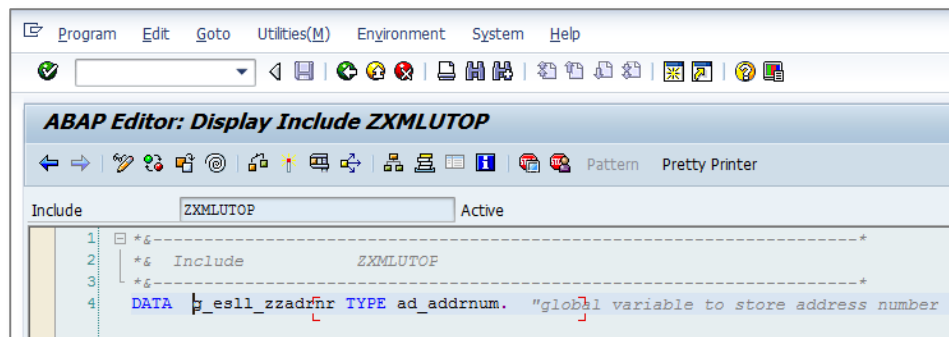 Program Edit Goto Utilities(M) Environment System Help
ABAP Editor: Display Include ZXMLUTOP
Pattern Pretty Printer
Include ZXMLUTOP Active
1 *&---------------------------------------------------------------------*
2 *& Include ZXMLUTOP
3 *&---------------------------------------------------------------------*
4 DATA g_esll_zzadrnr TYPE ad_addrnum. "global variable to store address number